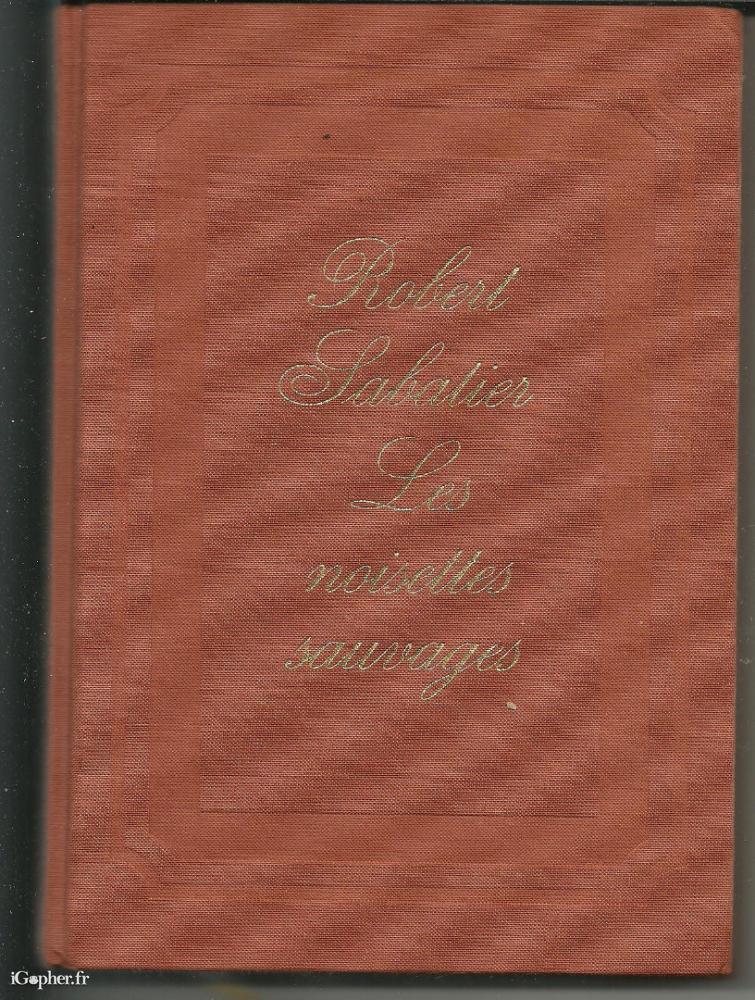 Robert
Sabatier
Les
noisettes
sauvages
iGopher.fr